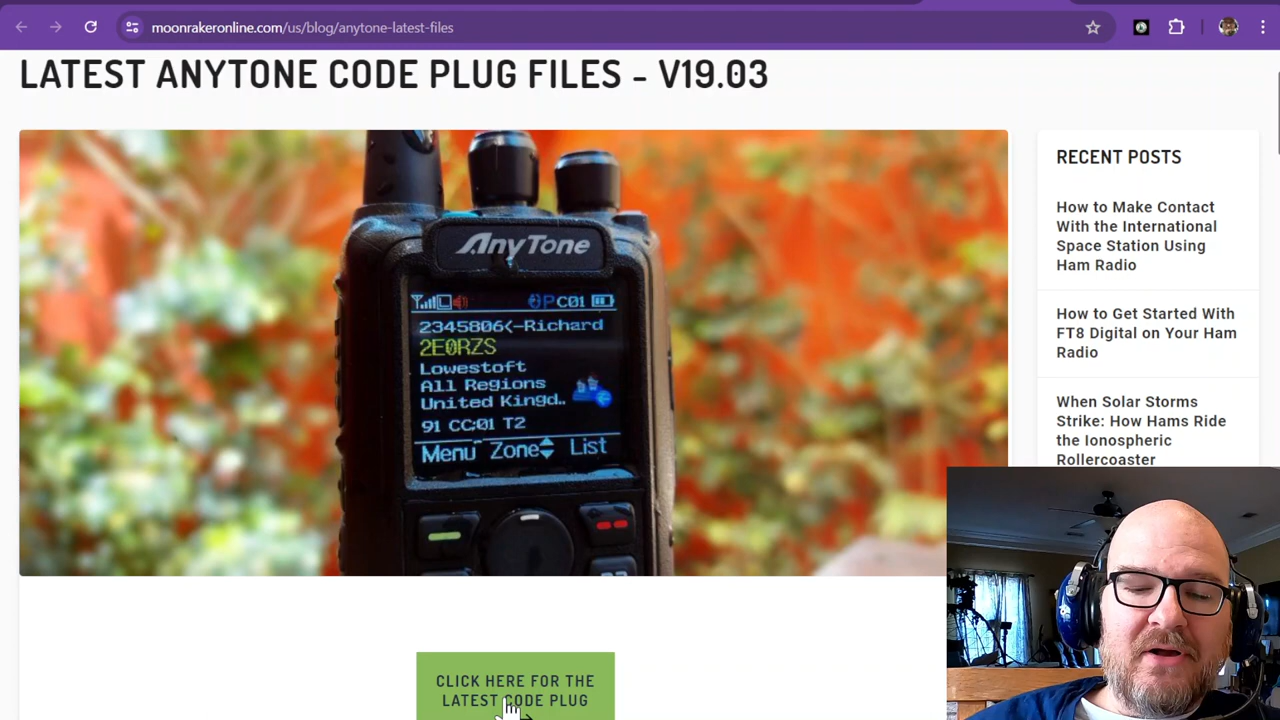 moonrakeronline.com/us/blog/anytone-latest-files
LATEST ANYTONE CODE PLUG FILES - V19.03
AnyTone
PC01
2345806<-Richard
2E0RZS
Lowestoft
All Regions
United Kingd..
91 CC:01 T2
Menu Zone List
CLICK HERE FOR THE
LATEST CODE PLUG
RECENT POSTS
How to Make Contact
With the International
Space Station Using
Ham Radio
How to Get Started With
FT8 Digital on Your Ham
Radio
When Solar Storms
Strike: How Hams Ride
the Ionospheric
Rollercoaster